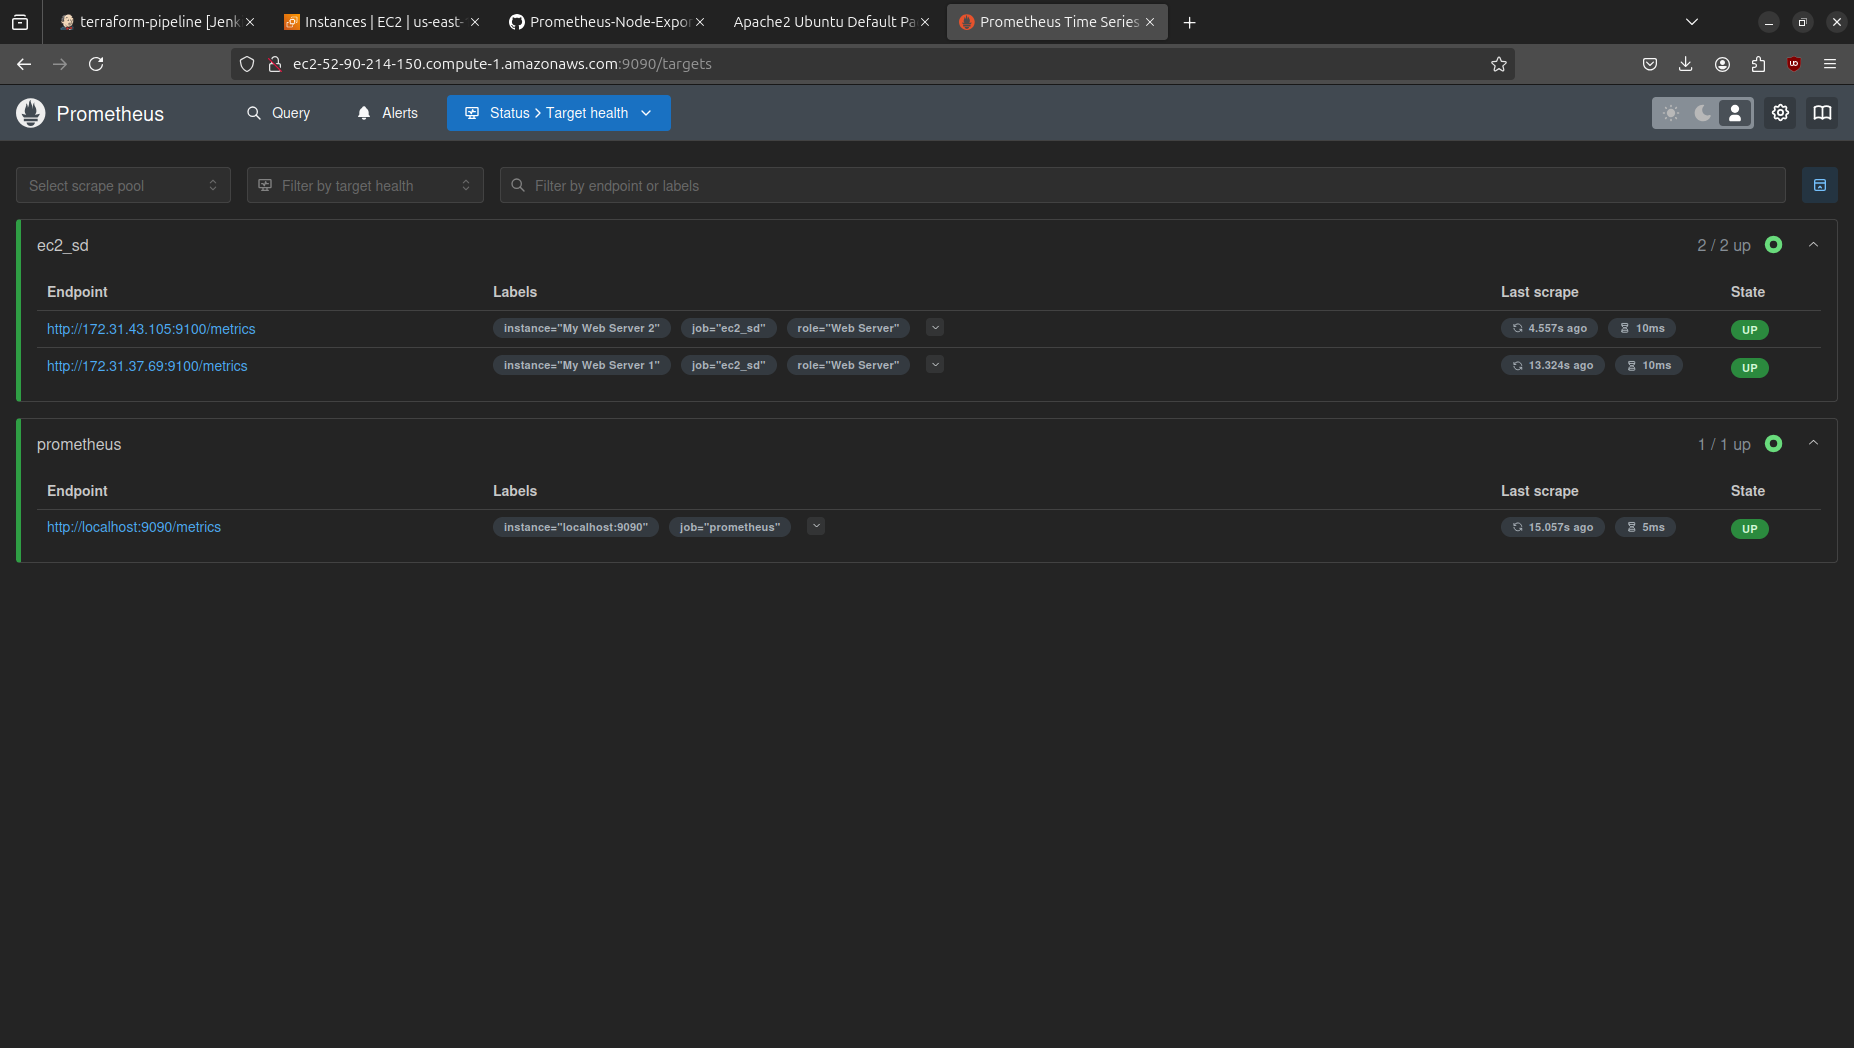 terraform-pipeline [Jenk
Instances | EC2 | us-east-
Prometheus-Node-Expor
Apache2 Ubuntu Default Pa
Prometheus Time Series
ec2-52-90-214-150.compute-1.amazonaws.com:9090/targets
Prometheus
Query
Alerts
Status > Target health
Select scrape pool
Filter by target health
Filter by endpoint or labels
ec2_sd
2 / 2 up
Endpoint Labels Last scrape State
http://172.31.43.105:9100/metrics instance="My Web Server 2" job="ec2_sd" role="Web Server" 4.557s ago 10ms UP
http://172.31.37.69:9100/metrics instance="My Web Server 1" job="ec2_sd" role="Web Server" 13.324s ago 10ms UP
prometheus
1 / 1 up
Endpoint Labels Last scrape State
http://localhost:9090/metrics instance="localhost:9090" job="prometheus" 15.057s ago 5ms UP